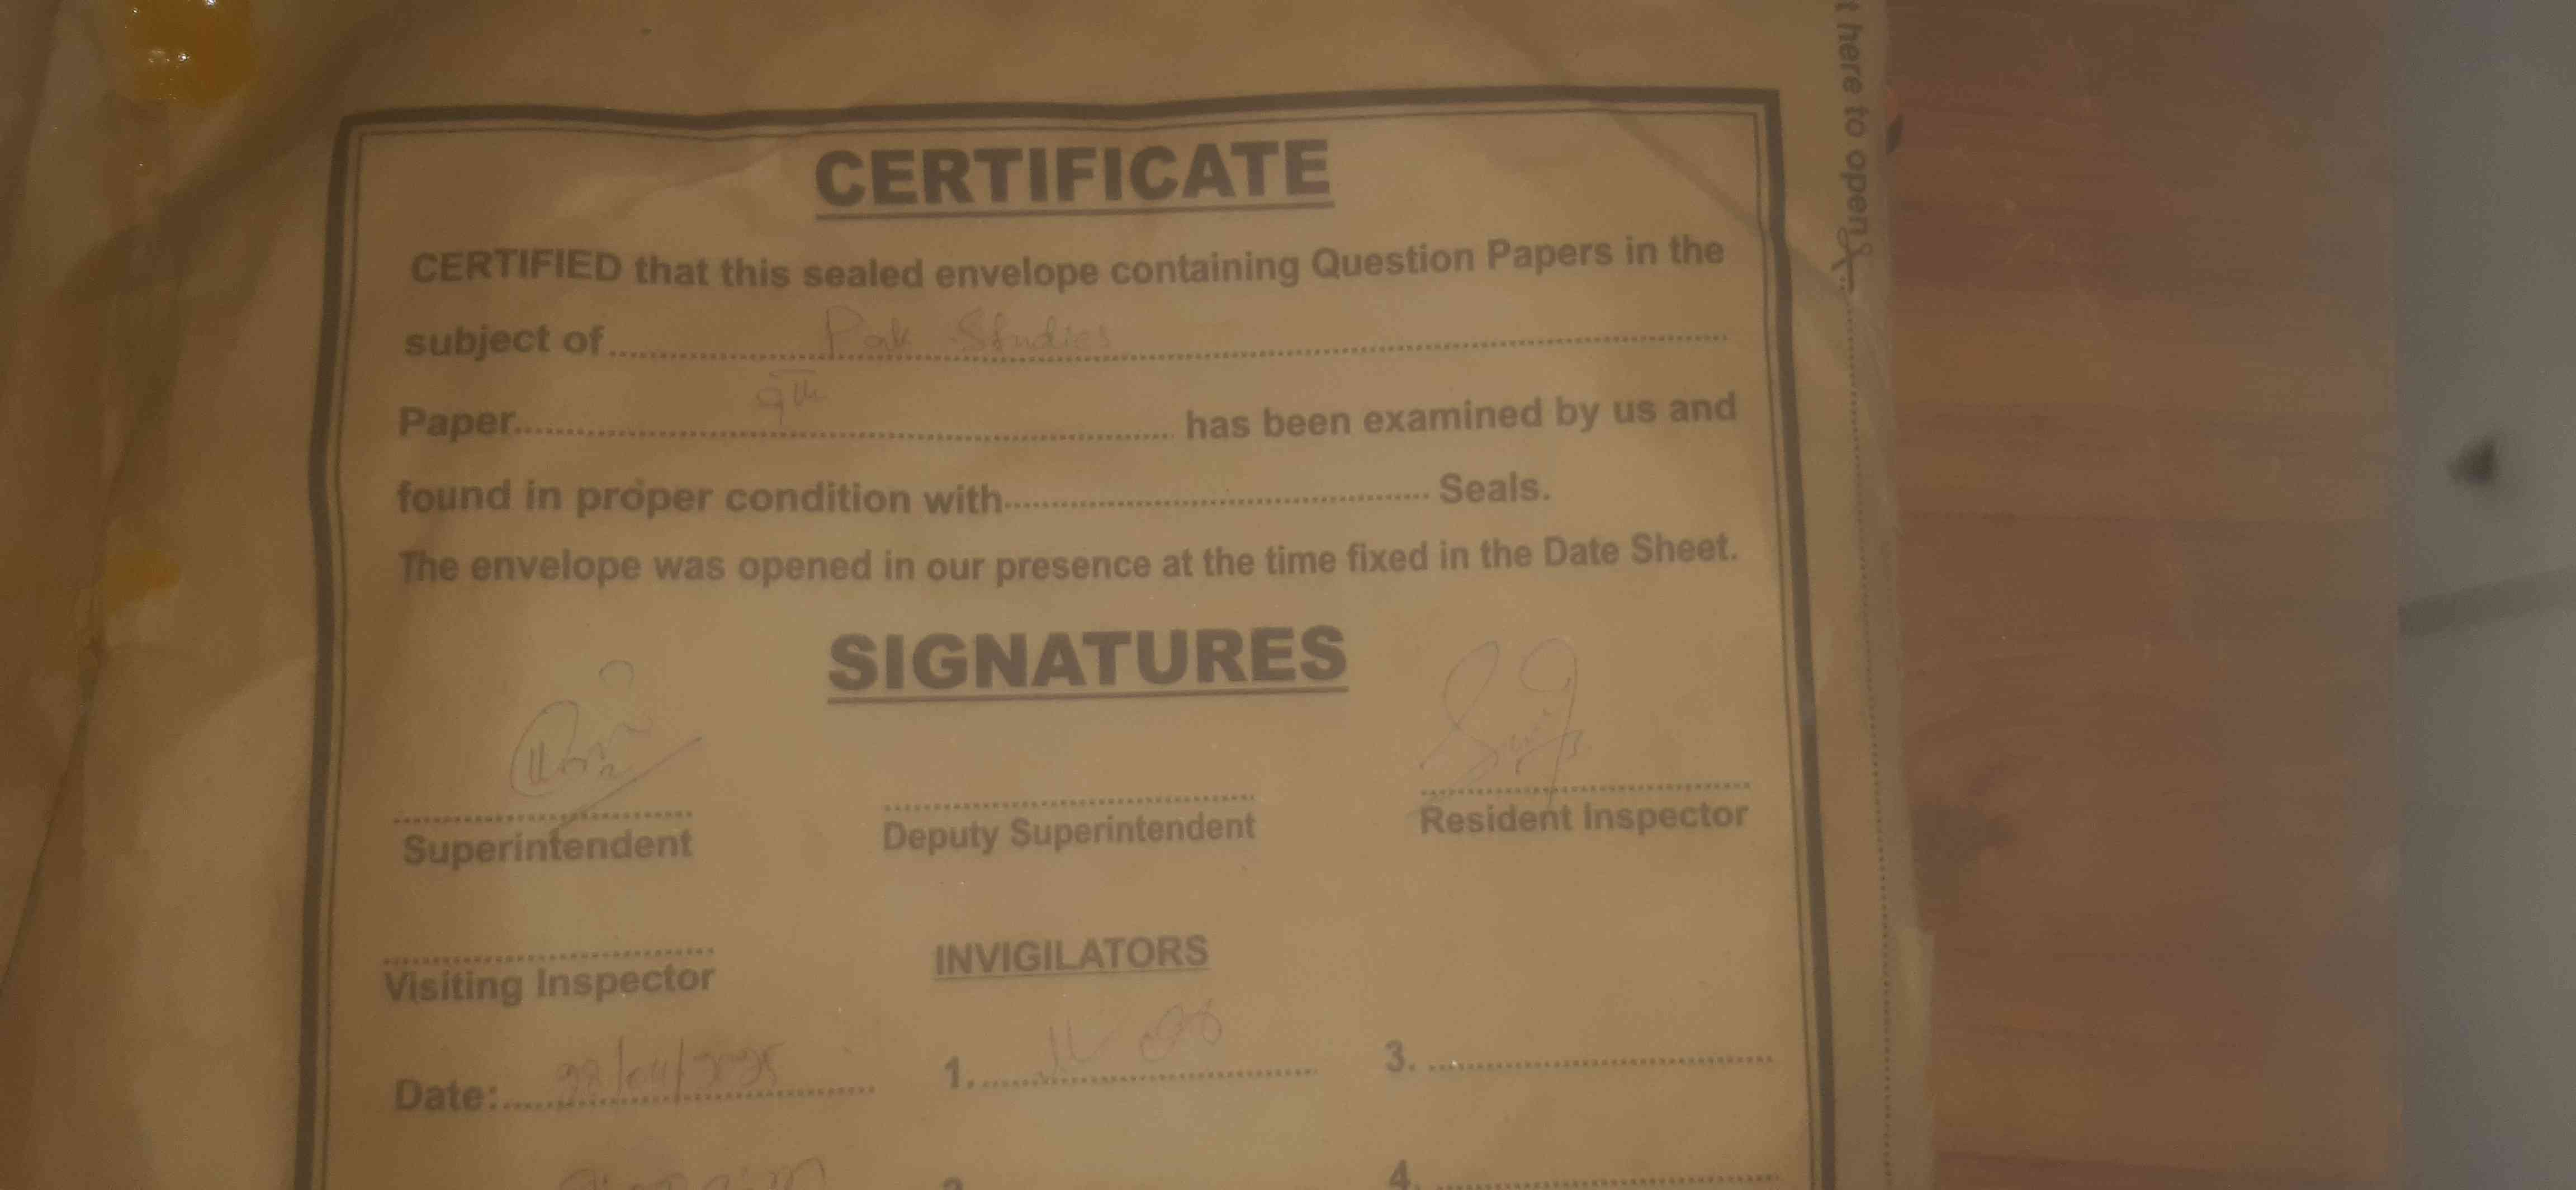 t here to open
CERTIFICATE
CERTIFIED that this sealed envelope containing Question Papers in the
subject of Pak Studies
Paper 9th has been examined by us and
found in proper condition with Seals.
The envelope was opened in our presence at the time fixed in the Date Sheet.
SIGNATURES
Superintendent Deputy Superintendent Resident Inspector
Visiting Inspector INVIGILATORS
Date: 1. 3.
4.